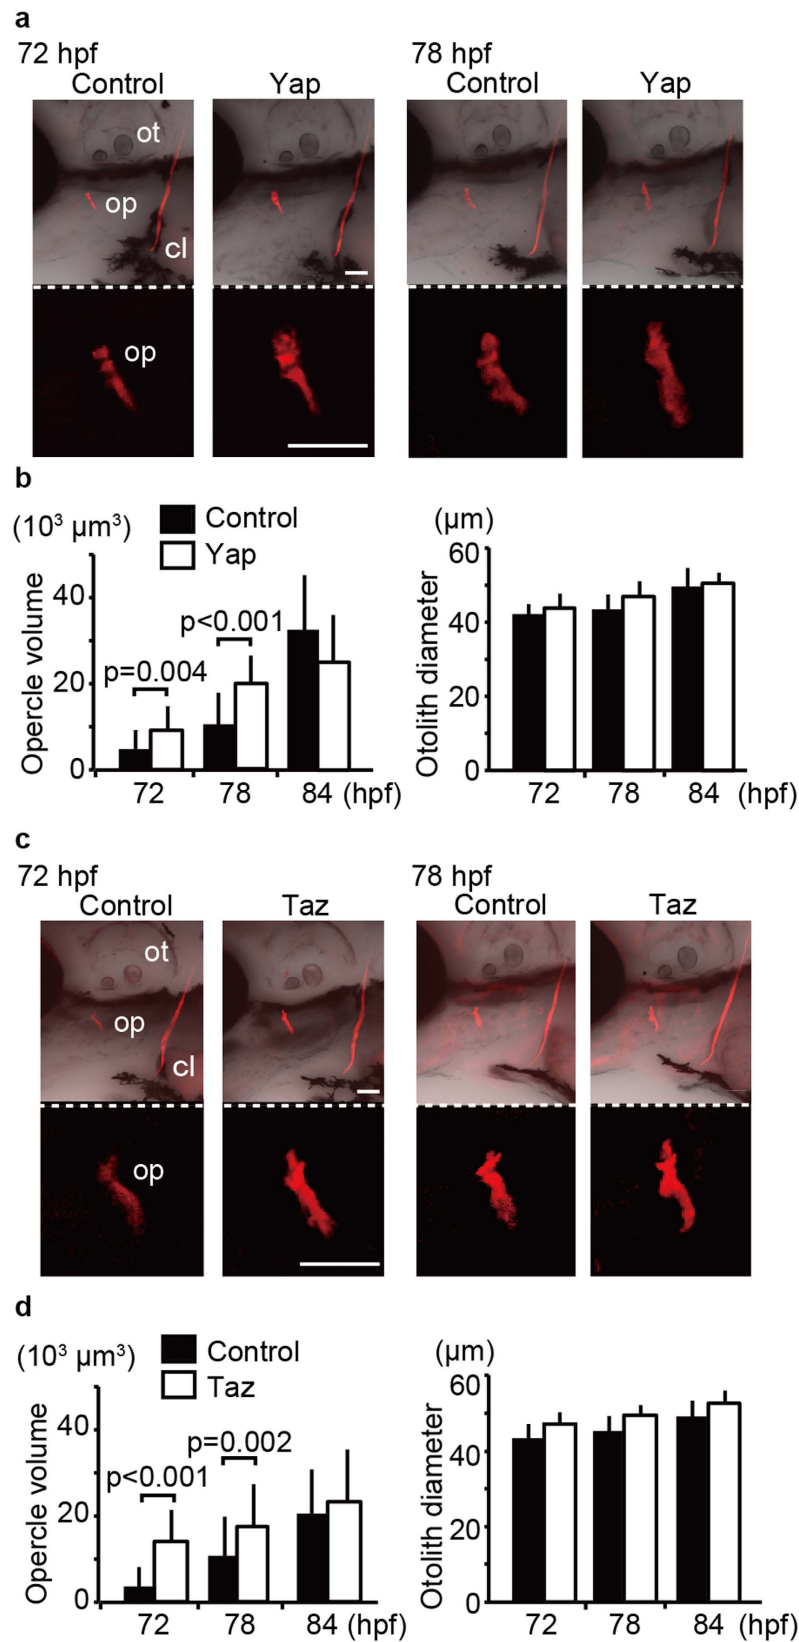 a
72 hpf 78 hpf
Control Yap Control Yap
ot
op
cl
op
b
(10³ µm³) Control (µm)
Yap
Opercle volume
40
20
0
p=0.004
p<0.001
72 78 84 (hpf)
Otolith diameter
60
40
20
0
72 78 84 (hpf)
c
72 hpf 78 hpf
Control Taz Control Taz
ot
op
cl
op
d
(10³ µm³) Control (µm)
Taz
Opercle volume
40
20
0
p<0.001
p=0.002
72 78 84 (hpf)
Otolith diameter
60
40
20
0
72 78 84 (hpf)